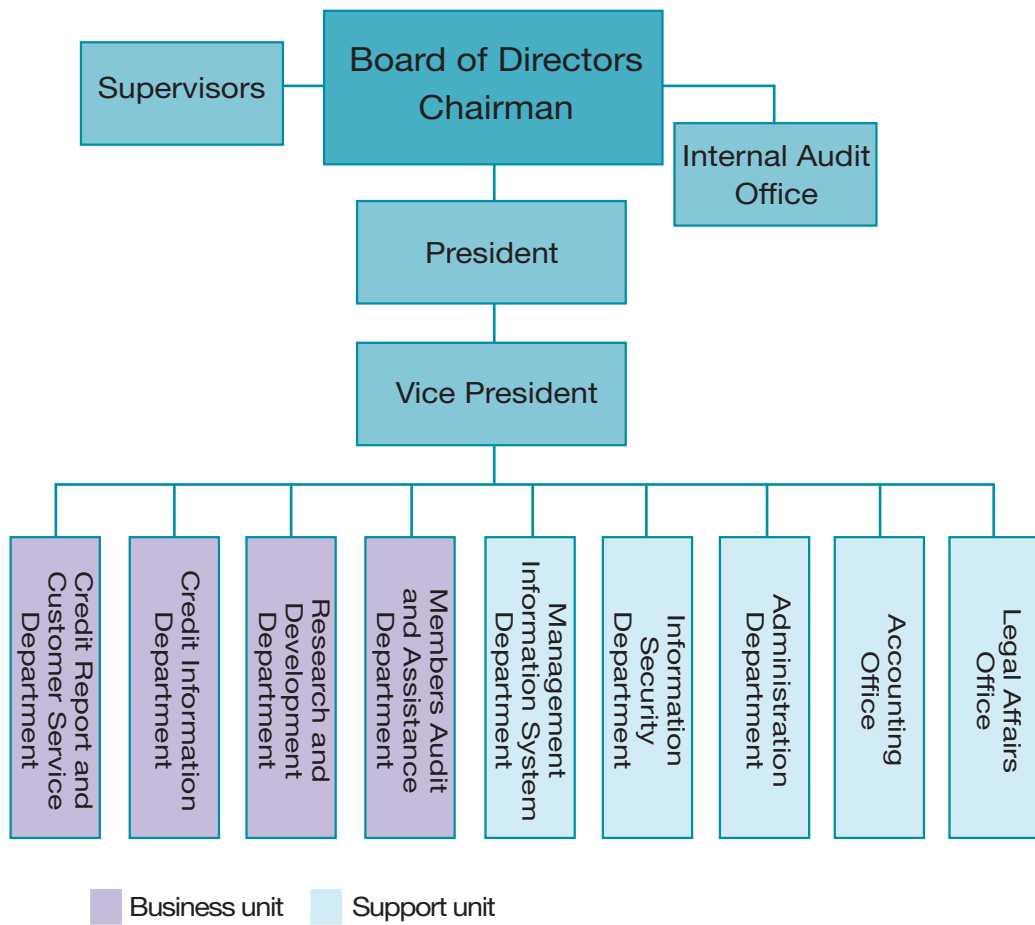 Board of Directors
Chairman
Supervisors
Internal Audit
Office
President
Vice President
Credit Report and
Customer Service
Department
Credit Information
Department
Research and
Development
Department
Members Audit
and Assistance
Department
Management
Information System
Department
Information
Security
Department
Administration
Department
Accounting
Office
Legal Affairs
Office
Business unit
Support unit